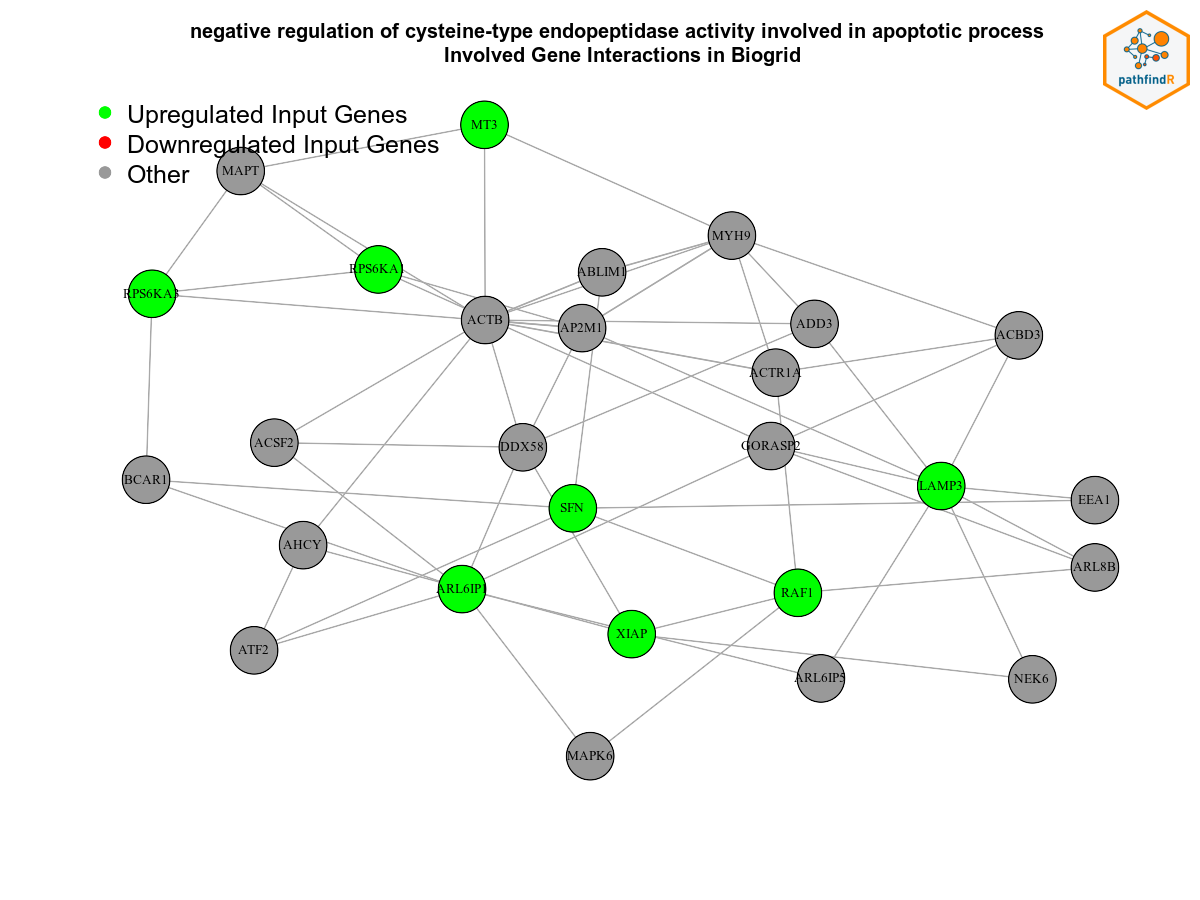 negative regulation of cysteine-type endopeptidase activity involved in apoptotic process
Involved Gene Interactions in Biogrid
pathfindR
Upregulated Input Genes
Downregulated Input Genes
Other
MT3
MAPT
MYH9
RPS6KA1
ABLIM1
RPS6KA3
ACTB
AP2M1
ADD3
ACBD3
ACTR1A
ACSF2
DDX58
GORASP2
BCAR1
LAMP3
EEA1
SFN
AHCY
ARL8B
ARL6IP1
RAF1
XIAP
ATF2
ARL6IP5
NEK6
MAPK6